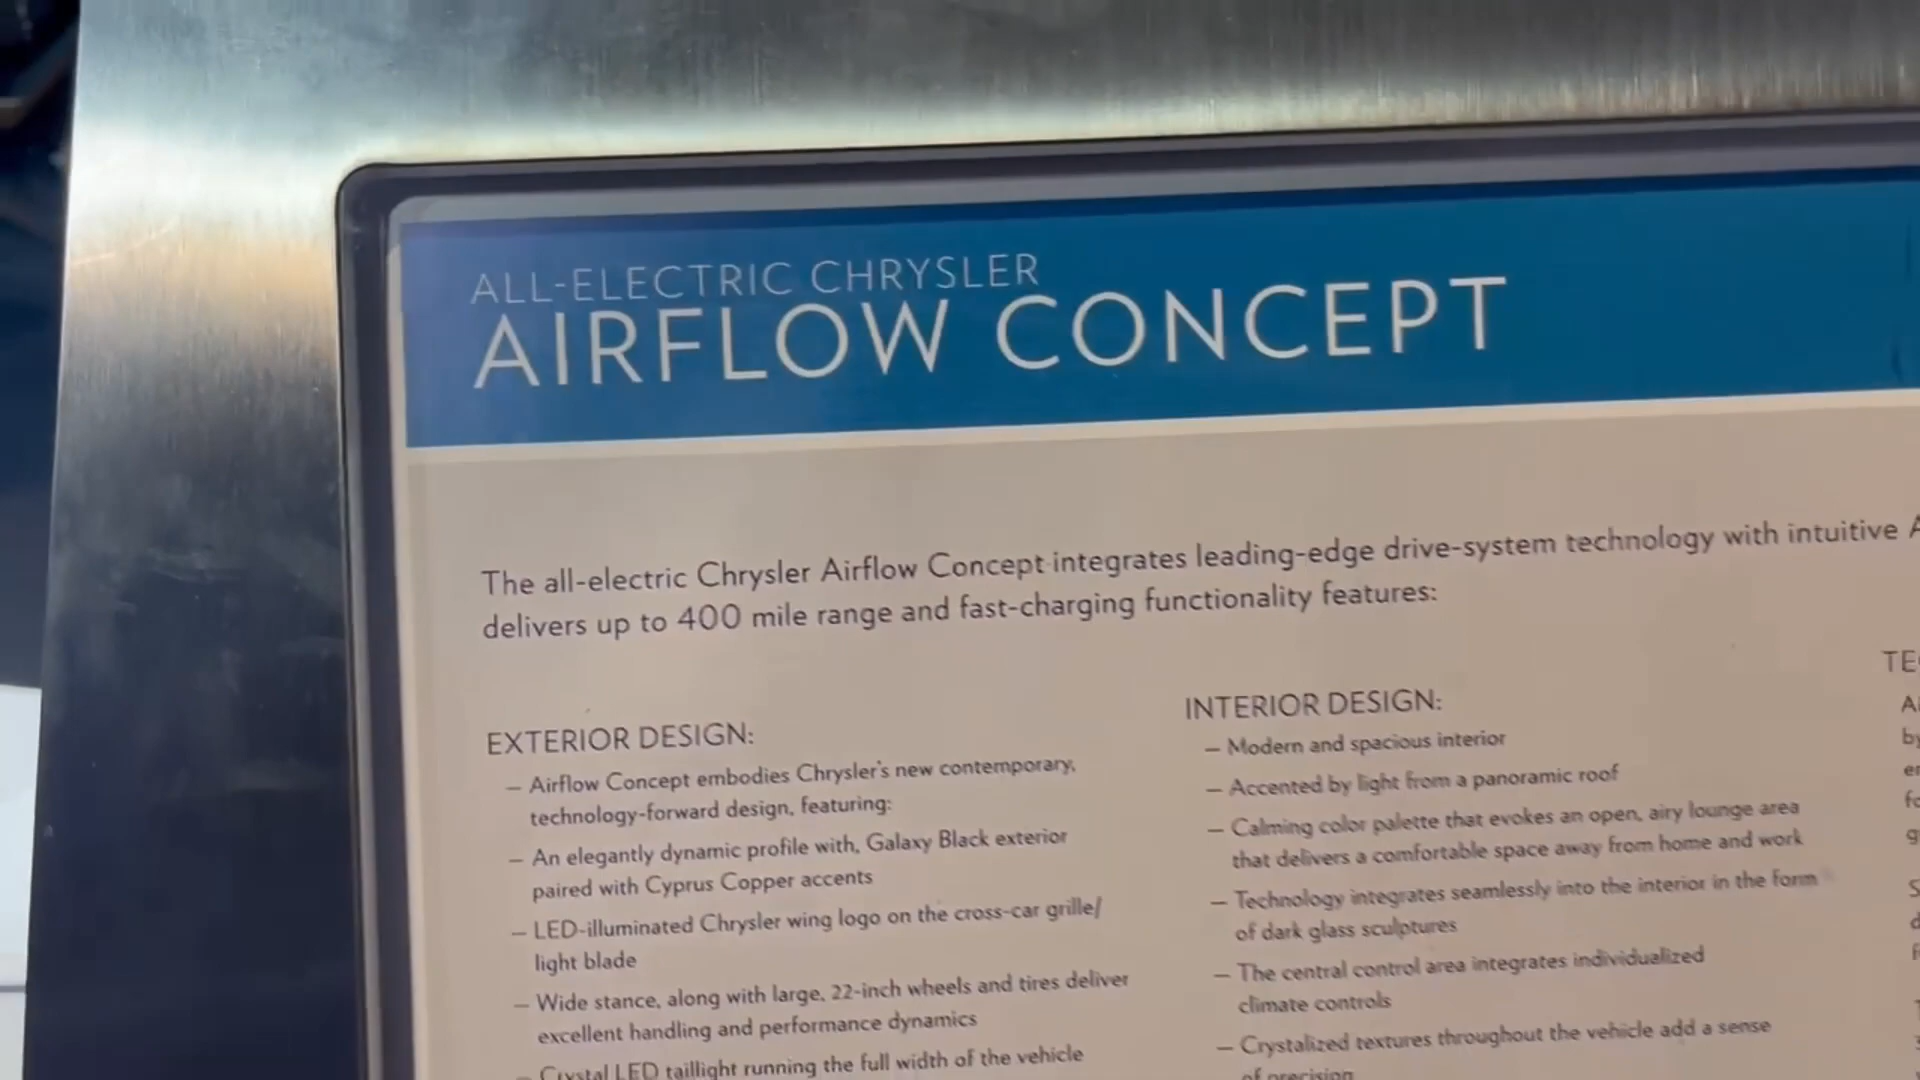 ALL-ELECTRIC CHRYSLER
AIRFLOW CONCEPT
The all-electric Chrysler Airflow Concept integrates leading-edge drive-system technology with intuitive
delivers up to 400 mile range and fast-charging functionality features:
EXTERIOR DESIGN:
– Airflow Concept embodies Chrysler's new contemporary,
technology-forward design, featuring:
– An elegantly dynamic profile with, Galaxy Black exterior
paired with Cyprus Copper accents
– LED-illuminated Chrysler wing logo on the cross-car grille/
light blade
– Wide stance, along with large, 22-inch wheels and tires deliver
excellent handling and performance dynamics
– Crystal LED taillight running the full width of the vehicle
INTERIOR DESIGN:
– Modern and spacious interior
– Accented by light from a panoramic roof
– Calming color palette that evokes an open, airy lounge area
that delivers a comfortable space away from home and work
– Technology integrates seamlessly into the interior in the form
of dark glass sculptures
– The central control area integrates individualized
climate controls
– Crystalized textures throughout the vehicle add a sense
of precision